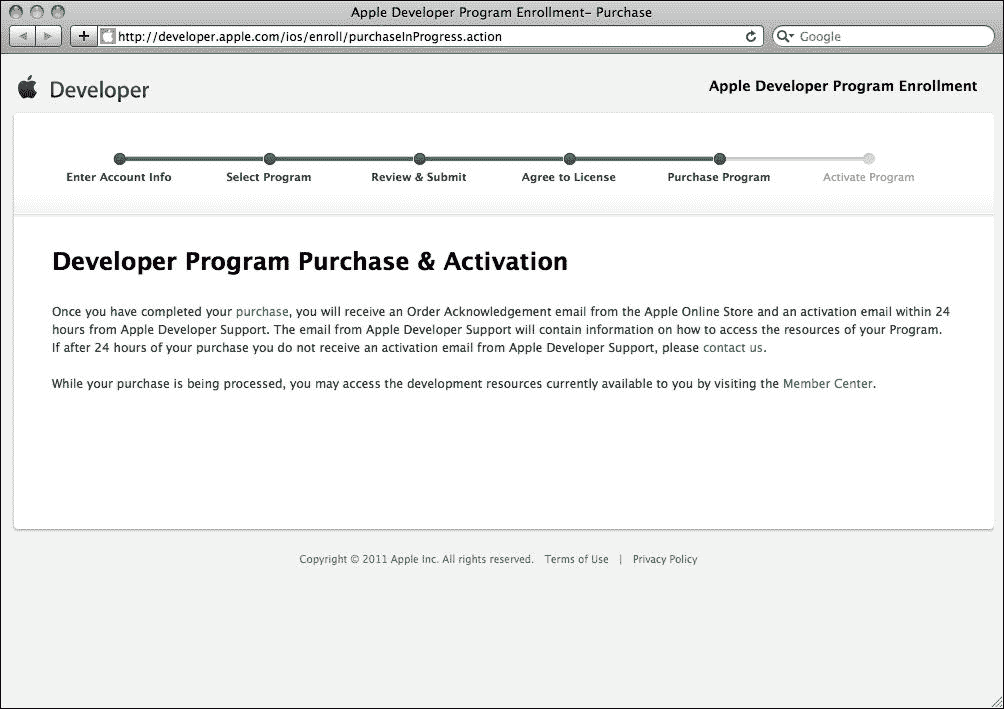 Apple Developer Program Enrollment- Purchase
http://developer.apple.com/ios/enroll/purchaseInProgress.action
Google
Developer
Apple Developer Program Enrollment
Enter Account Info
Select Program
Review & Submit
Agree to License
Purchase Program
Activate Program
Developer Program Purchase & Activation
Once you have completed your purchase, you will receive an Order Acknowledgement email from the Apple Online Store and an activation email within 24
hours from Apple Developer Support. The email from Apple Developer Support will contain information on how to access the resources of your Program.
If after 24 hours of your purchase you do not receive an activation email from Apple Developer Support, please contact us.
While your purchase is being processed, you may access the development resources currently available to you by visiting the Member Center.
Copyright © 2011 Apple Inc. All rights reserved. Terms of Use | Privacy Policy